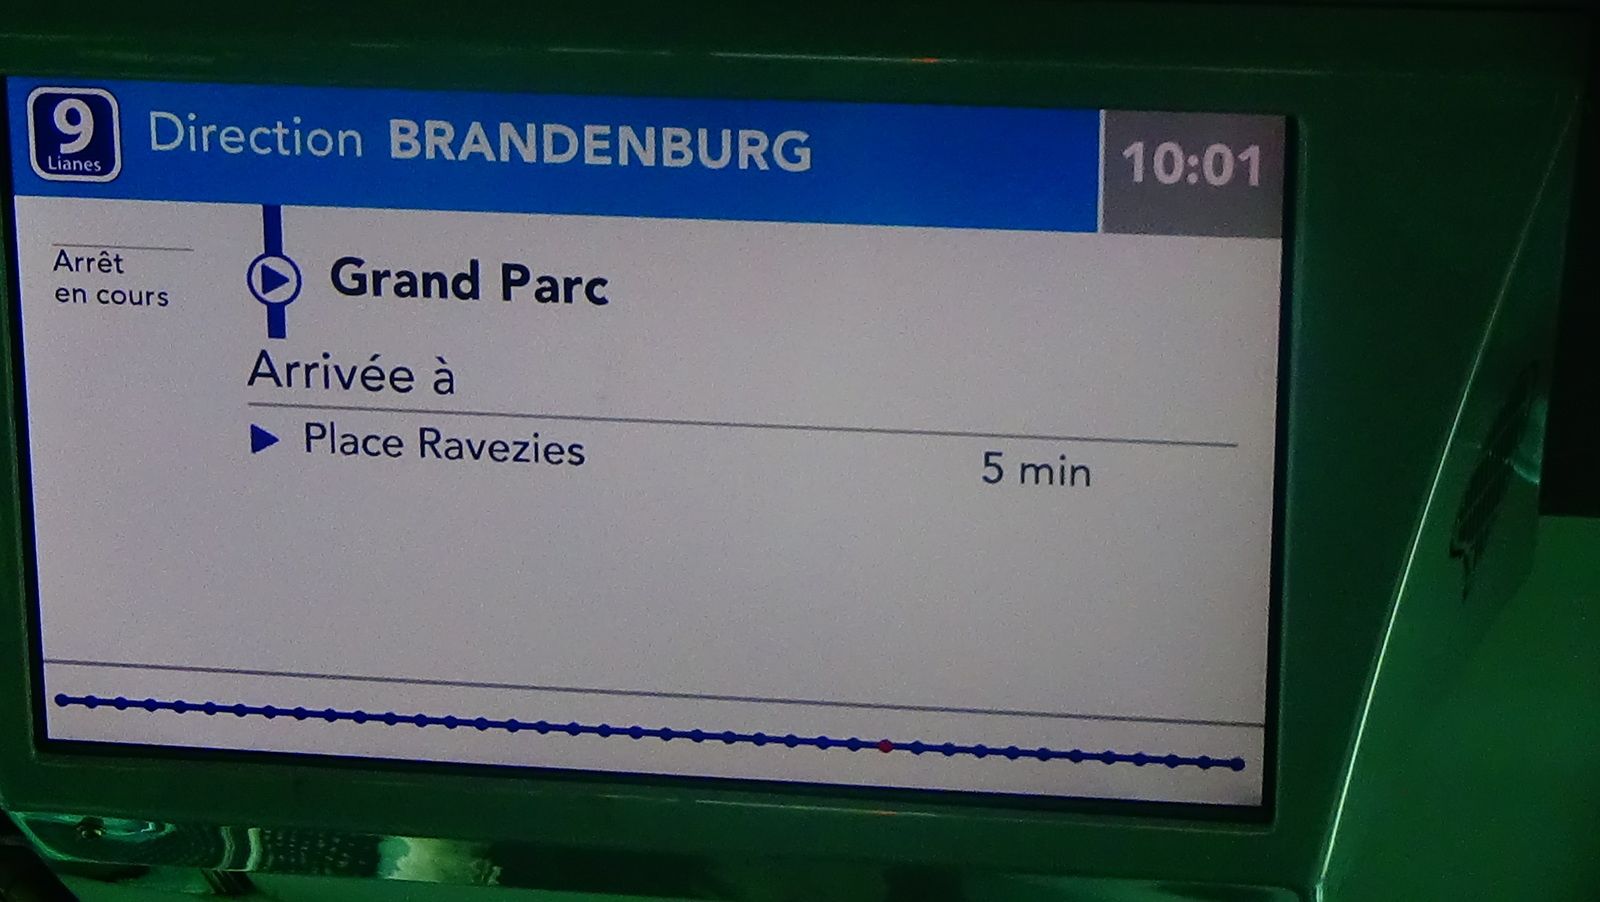 9
Lianes
Direction BRANDENBURG
10:01
Arrêt
en cours
Grand Parc
Arrivée à
Place Ravezies
5 min